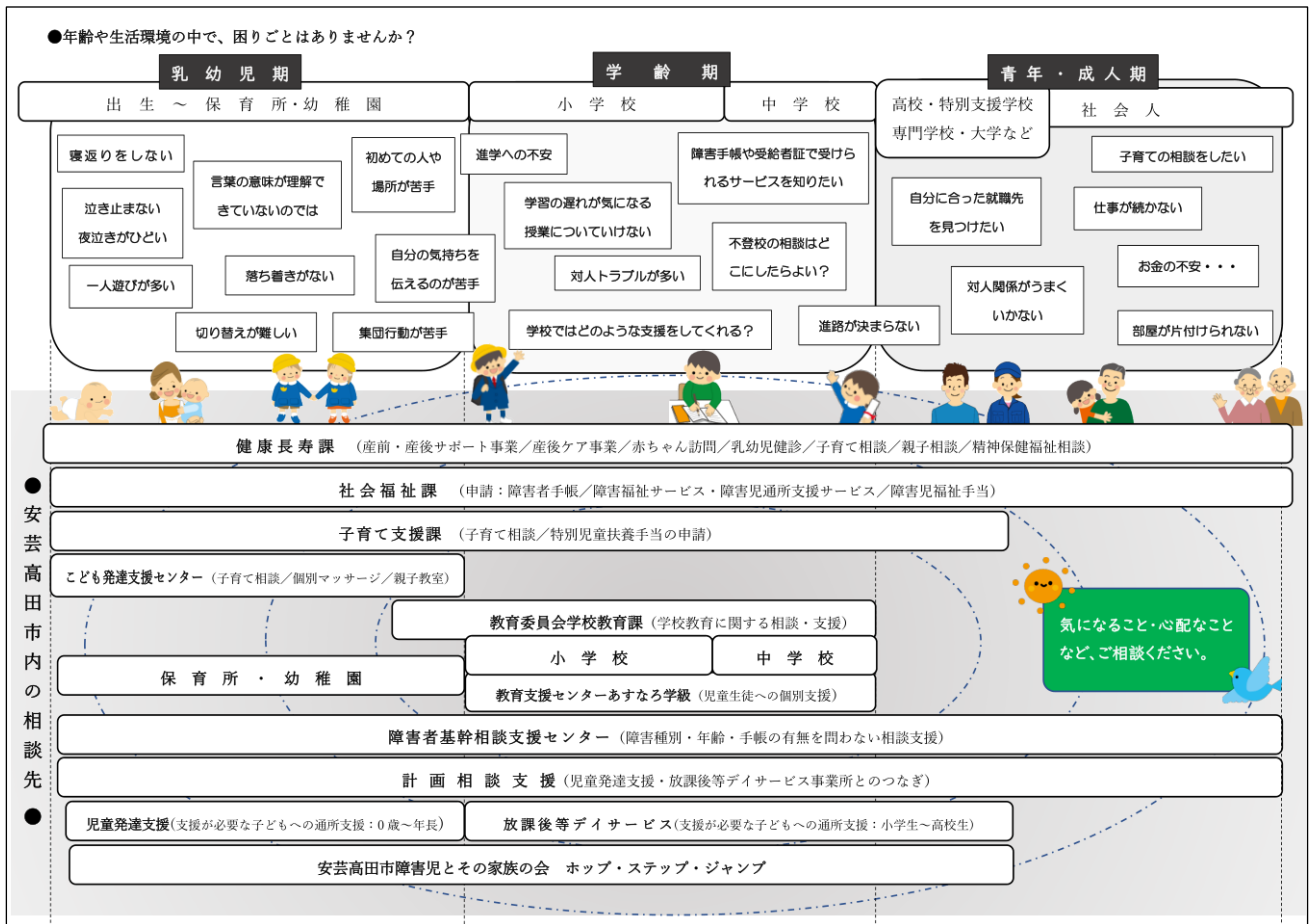 ●年齢や生活環境の中で、困りごとはありませんか？
乳幼児期
出生～保育所・幼稚園
寝返りをしない
言葉の意味が理解で
きていないのでは
初めての人や
場所が苦手
泣き止まない
夜泣きがひどい
自分の気持ちを
伝えるのが苦手
一人遊びが多い
落ち着きがない
切り替えが難しい
集団行動が苦手
学齢期
小学校
中学校
進学への不安
障害手帳や受給者証で受けら
れるサービスを知りたい
学習の遅れが気になる
授業についていけない
不登校の相談はど
こにしたらよい？
対人トラブルが多い
学校ではどのような支援をしてくれる？
進路が決まらない
青年・成人期
高校・特別支援学校
専門学校・大学など
社会人
子育ての相談をしたい
自分に合った就職先
を見つけたい
仕事が続かない
お金の不安・・・
対人関係がうまく
いかない
部屋が片付けられない
●安芸高田市内の相談先●
健康長寿課（産前・産後サポート事業／産後ケア事業／赤ちゃん訪問／乳幼児健診／子育て相談／親子相談／精神保健福祉相談）
社会福祉課（申請：障害者手帳／障害福祉サービス・障害児通所支援サービス／障害児福祉手当）
子育て支援課（子育て相談／特別児童扶養手当の申請）
こども発達支援センター（子育て相談／個別マッサージ／親子教室）
教育委員会学校教育課（学校教育に関する相談・支援）
小学校
中学校
保育所・幼稚園
教育支援センターあすなろ学級（児童生徒への個別支援）
気になること・心配なこと
など、ご相談ください。
障害者基幹相談支援センター（障害種別・年齢・手帳の有無を問わない相談支援）
計画相談支援（児童発達支援・放課後等デイサービス事業所とのつなぎ）
児童発達支援(支援が必要な子どもへの通所支援：0歳～年長)
放課後等デイサービス(支援が必要な子どもへの通所支援：小学生～高校生)
安芸高田市障害児とその家族の会　ホップ・ステップ・ジャンプ